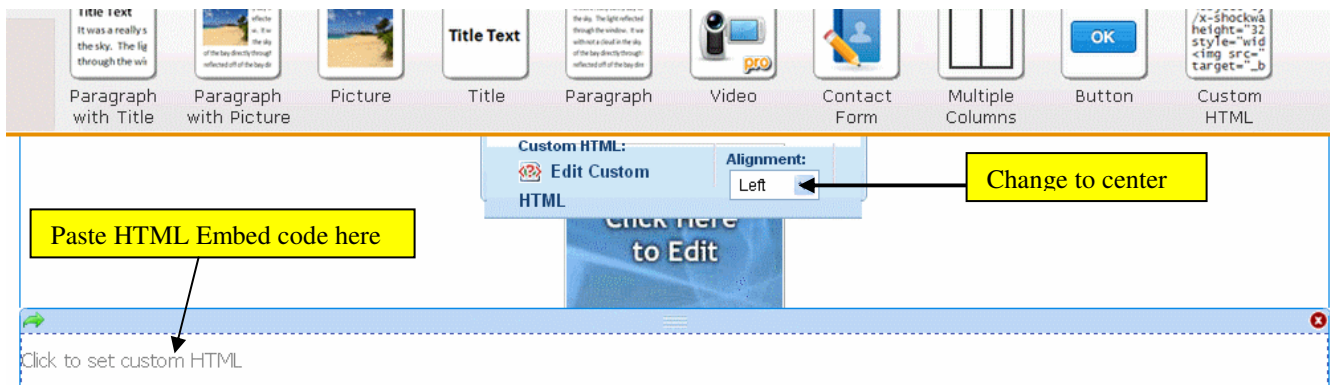 Title Text
It was a really s
the sky. The lig
through the wi
Title Text
pro
OK
/x-shockwa
height="32
style="wid
<img src="
target="_b
Paragraph with Title
Paragraph with Picture
Picture
Title
Paragraph
Video
Contact Form
Multiple Columns
Button
Custom HTML
Custom HTML:
Edit Custom
HTML
Alignment:
Left
Change to center
Click Here
to Edit
Paste HTML Embed code here
Click to set custom HTML